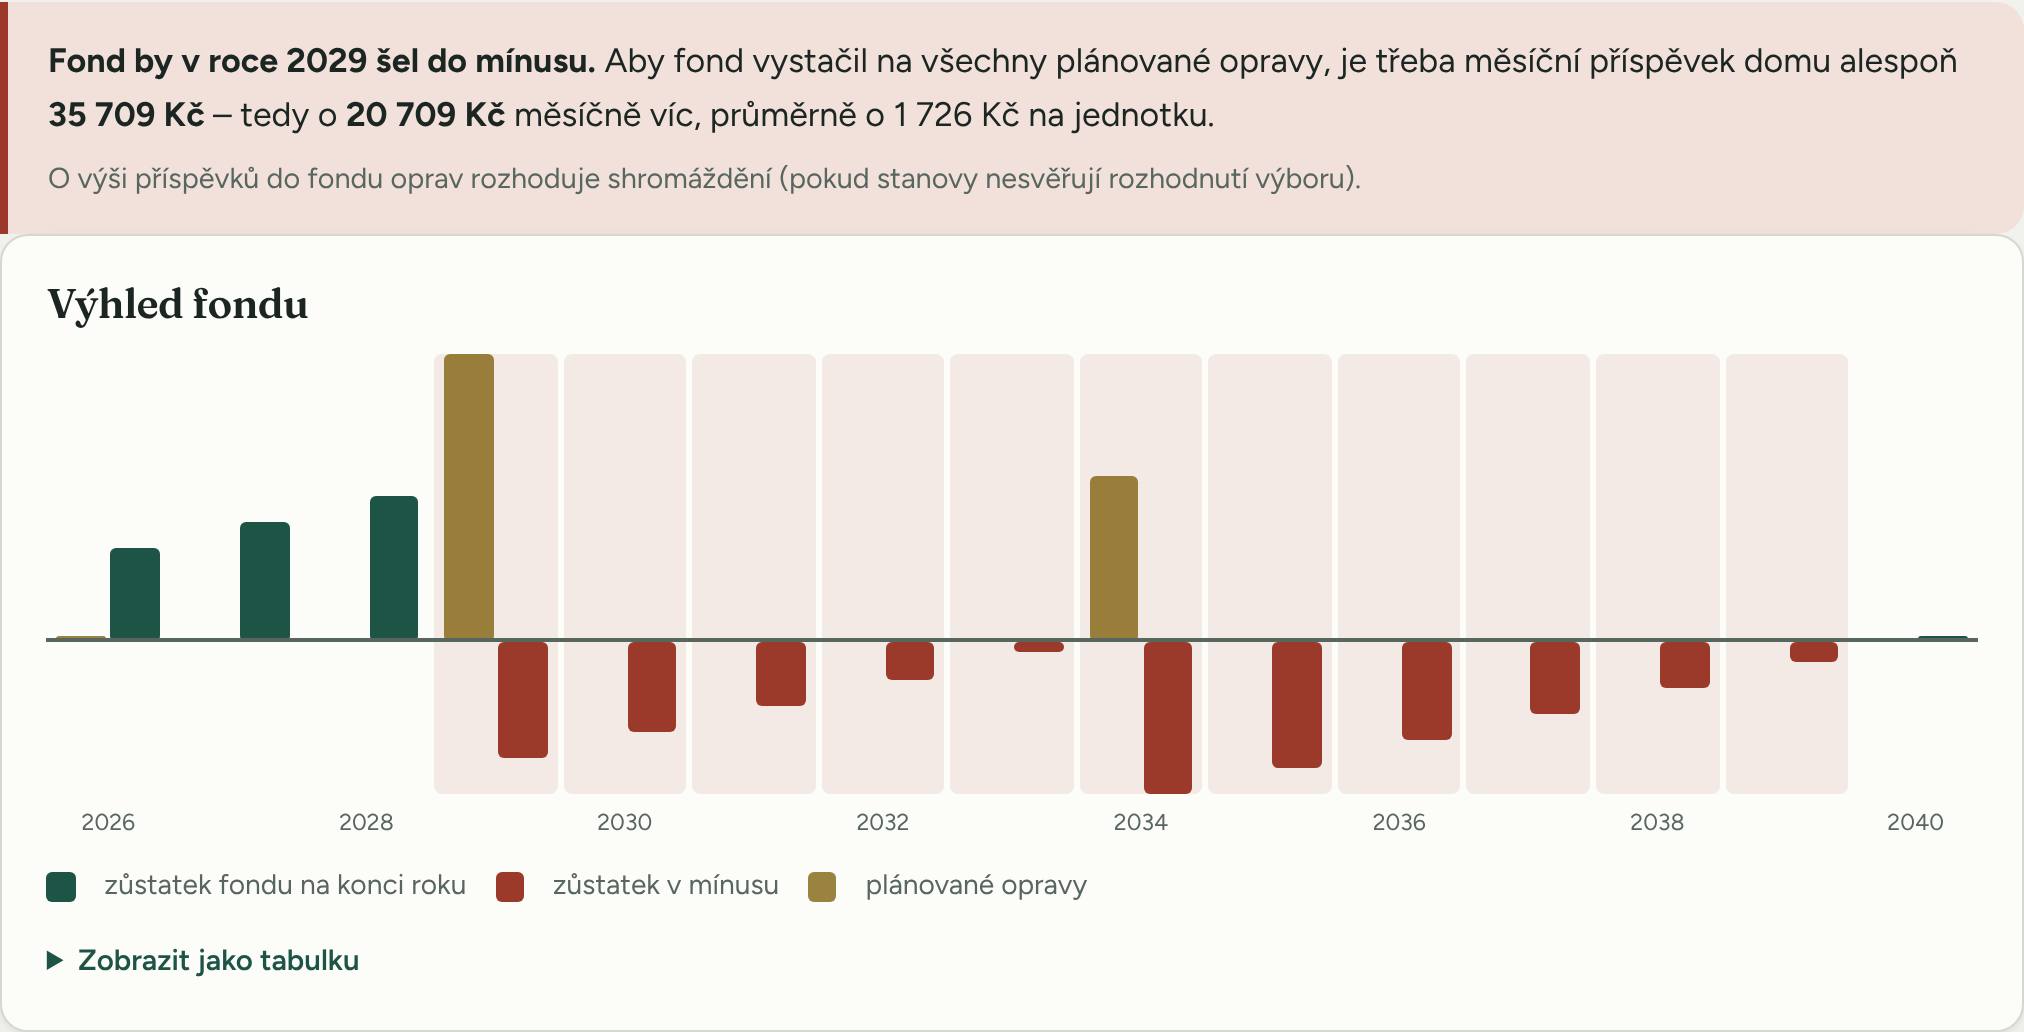 Fond by v roce 2029 šel do mínusu. Aby fond vystačil na všechny plánované opravy, je třeba měsíční příspěvek domu alespoň
35 709 Kč – tedy o 20 709 Kč měsíčně víc, průměrně o 1 726 Kč na jednotku.
O výši příspěvků do fondu oprav rozhoduje shromáždění (pokud stanovy nesvěřují rozhodnutí výboru).
Výhled fondu
2026 2028 2030 2032 2034 2036 2038 2040
zůstatek fondu na konci roku zůstatek v mínusu plánované opravy
Zobrazit jako tabulku